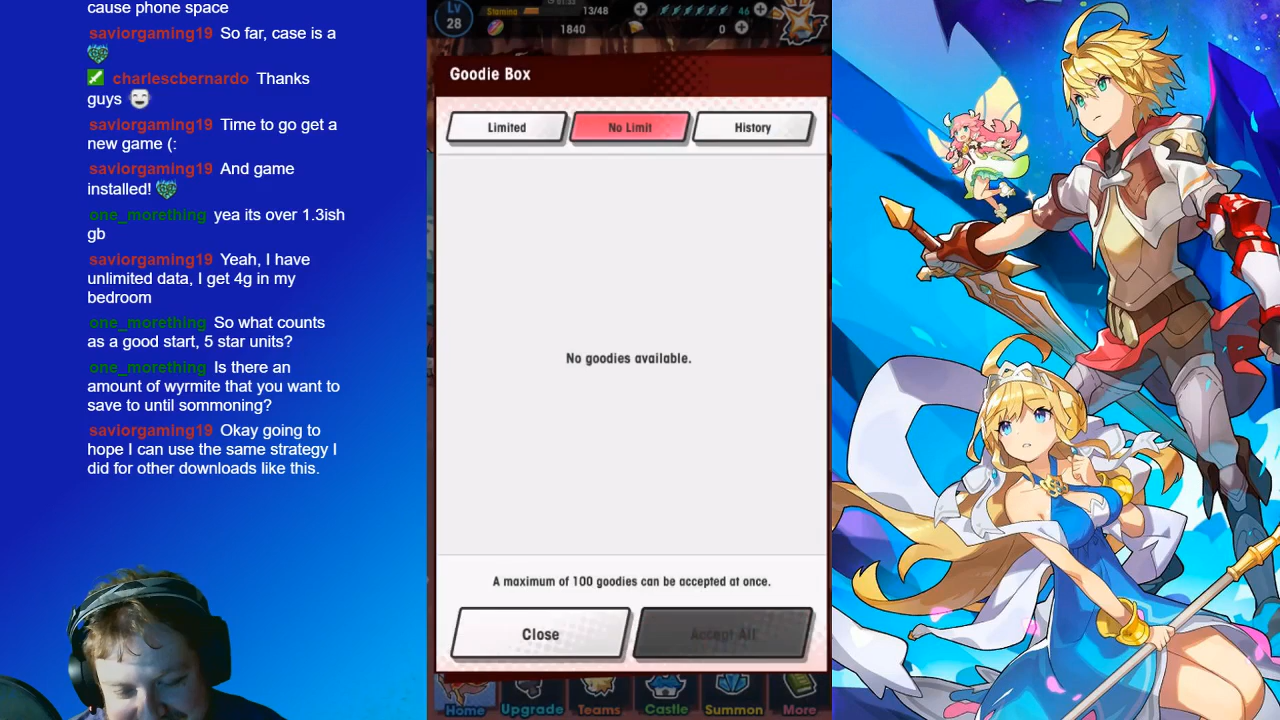 cause phone space
saviorgaming19 So far, case is a
charlescbernardo Thanks
guys
saviorgaming19 Time to go get a
new game (:
saviorgaming19 And game
installed!
one_morething yea its over 1.3ish
gb
saviorgaming19 Yeah, I have
unlimited data, I get 4g in my
bedroom
one_morething So what counts
as a good start, 5 star units?
one_morething Is there an
amount of wyrmite that you want to
save to until sommoning?
saviorgaming19 Okay going to
hope I can use the same strategy I
did for other downloads like this.
Lv
28
Stamina
13/48
46
1840
0
Goodie Box
Limited
No Limit
History
No goodies available.
A maximum of 100 goodies can be accepted at once.
Close
Accept All
Home
Upgrade
Teams
Castle
Summon
More